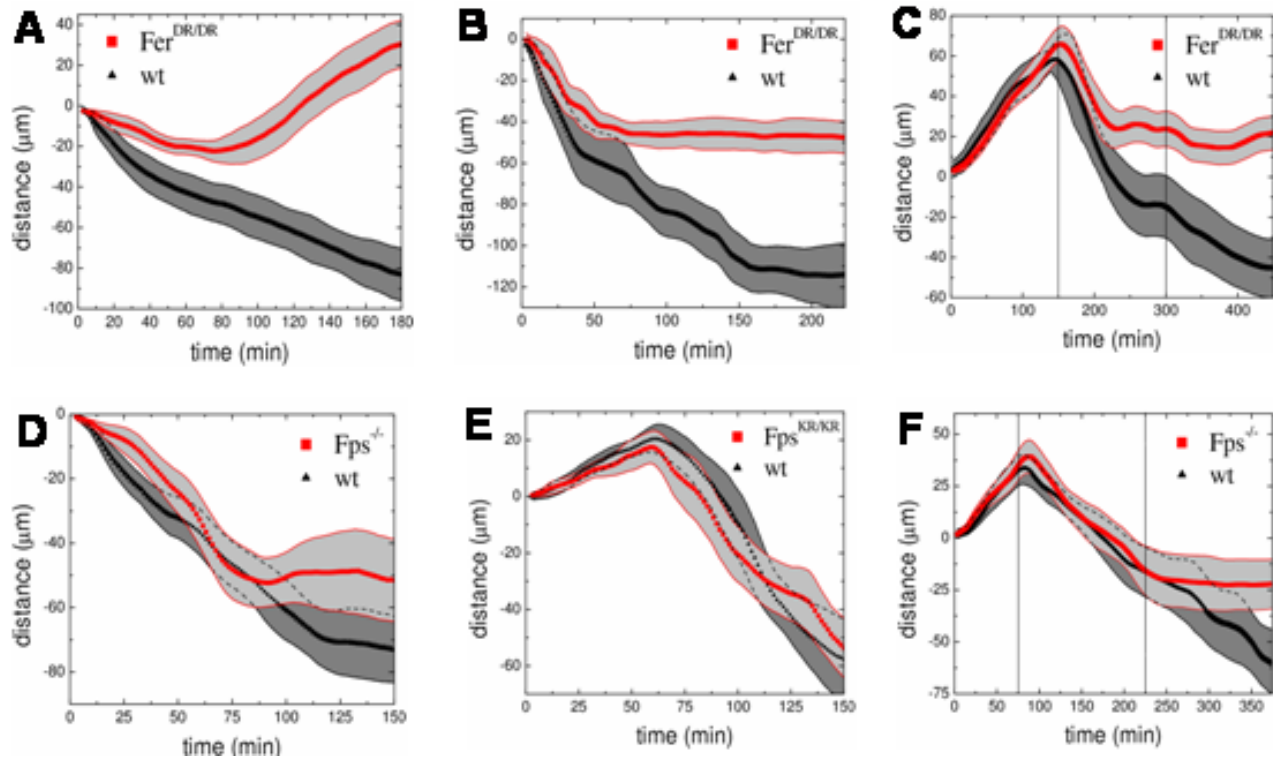 A
Fer DR/DR
wt
distance (µm)
40
20
0
-20
-40
-60
-80
-100
0 20 40 60 80 100 120 140 160 180
time (min)
B
Fer DR/DR
wt
distance (µm)
0
-20
-40
-60
-80
-100
-120
0 50 100 150 200
time (min)
C
Fer DR/DR
wt
distance (µm)
80
60
40
20
0
-20
-40
-60
0 100 200 300 400
time (min)
D
Fps -/-
wt
distance (µm)
0
-20
-40
-60
-80
0 25 50 75 100 125 150
time (min)
E
Fps KR/KR
wt
distance (µm)
20
0
-20
-40
-60
0 25 50 75 100 125 150
time (min)
F
Fps -/-
wt
distance (µm)
50
25
0
-25
-50
-75
0 50 100 150 200 250 300 350
time (min)